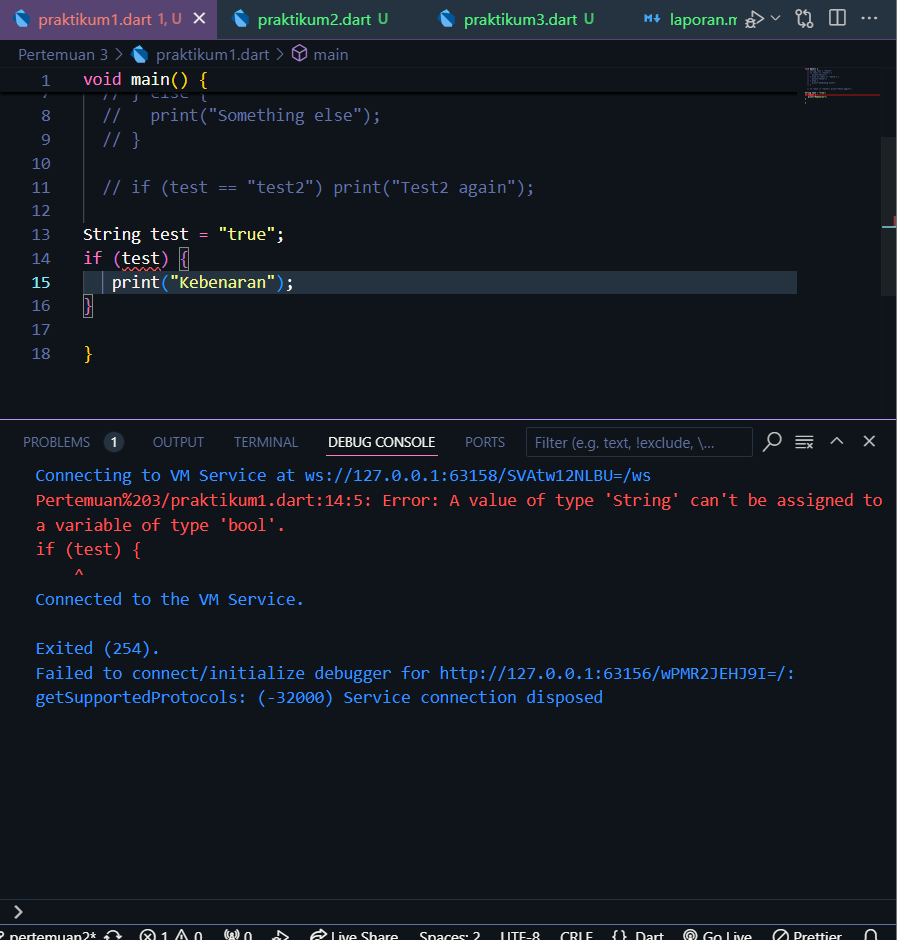 praktikum1.dart 1, U
praktikum2.dart U
praktikum3.dart U
laporan.m
Pertemuan 3 > praktikum1.dart > main
1 void main() {
7 // } else {
8 //   print("Something else");
9 // }
10
11 // if (test == "test2") print("Test2 again");
12
13 String test = "true";
14 if (test) {
15   print("Kebenaran");
16 }
17
18 }
PROBLEMS 1 OUTPUT TERMINAL DEBUG CONSOLE PORTS Filter (e.g. text, !exclude, \...
Connecting to VM Service at ws://127.0.0.1:63158/SVAtw12NLBU=/ws
Pertemuan%203/praktikum1.dart:14:5: Error: A value of type 'String' can't be assigned to
a variable of type 'bool'.
if (test) {
    ^
Connected to the VM Service.
Exited (254).
Failed to connect/initialize debugger for http://127.0.0.1:63156/wPMR2JEHJ9I=/:
getSupportedProtocols: (-32000) Service connection disposed
>
pertemuan2* 1 0 0 Live Share Spaces: 2 UTF-8 CRLF {} Dart Go Live Prettier